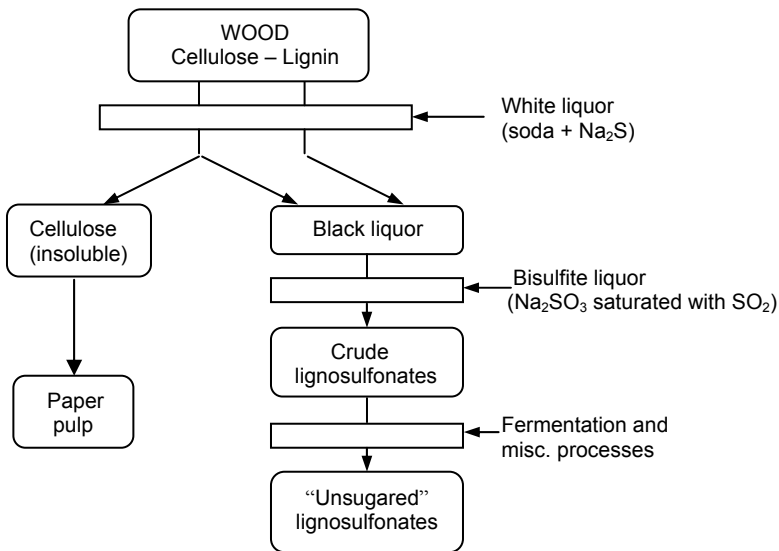 WOOD
Cellulose – Lignin
White liquor
(soda + Na₂S)
Cellulose
(insoluble)
Black liquor
Bisulfite liquor
(Na₂SO₃ saturated with SO₂)
Crude
lignosulfonates
Paper
pulp
Fermentation and
misc. processes
“Unsugared”
lignosulfonates